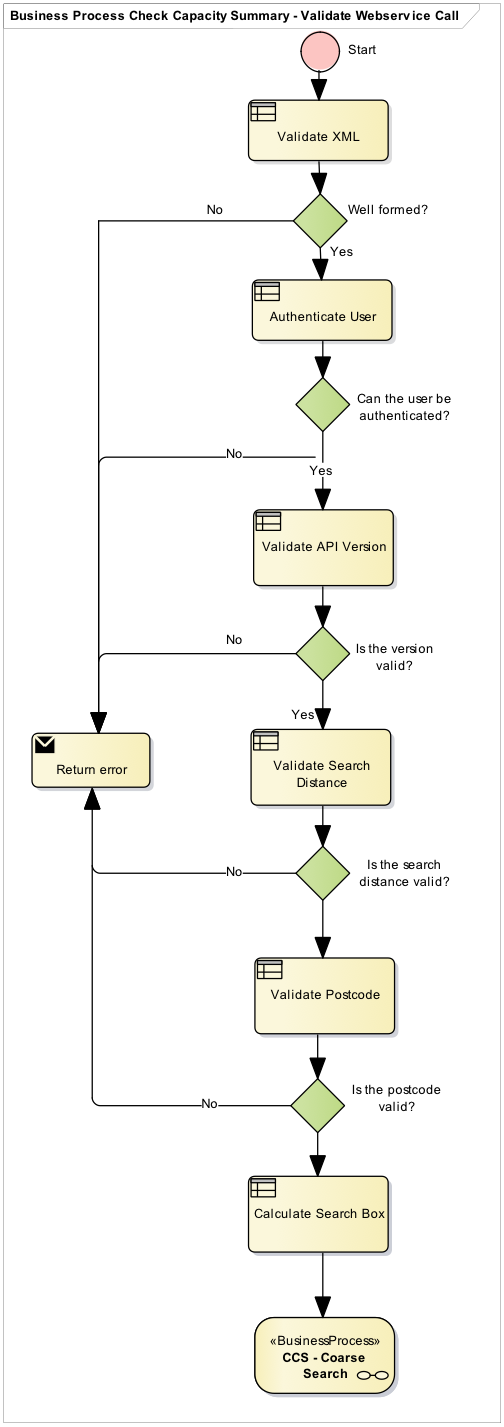 Business Process Check Capacity Summary - Validate Webservice Call
Start
Validate XML
No
Well formed?
Yes
Authenticate User
Can the user be
authenticated?
No
Yes
Validate API Version
No
Is the version
valid?
Yes
Validate Search
Distance
Return error
Is the search
distance valid?
No
Validate Postcode
Is the postcode
valid?
No
Calculate Search Box
«BusinessProcess»
CCS - Coarse
Search